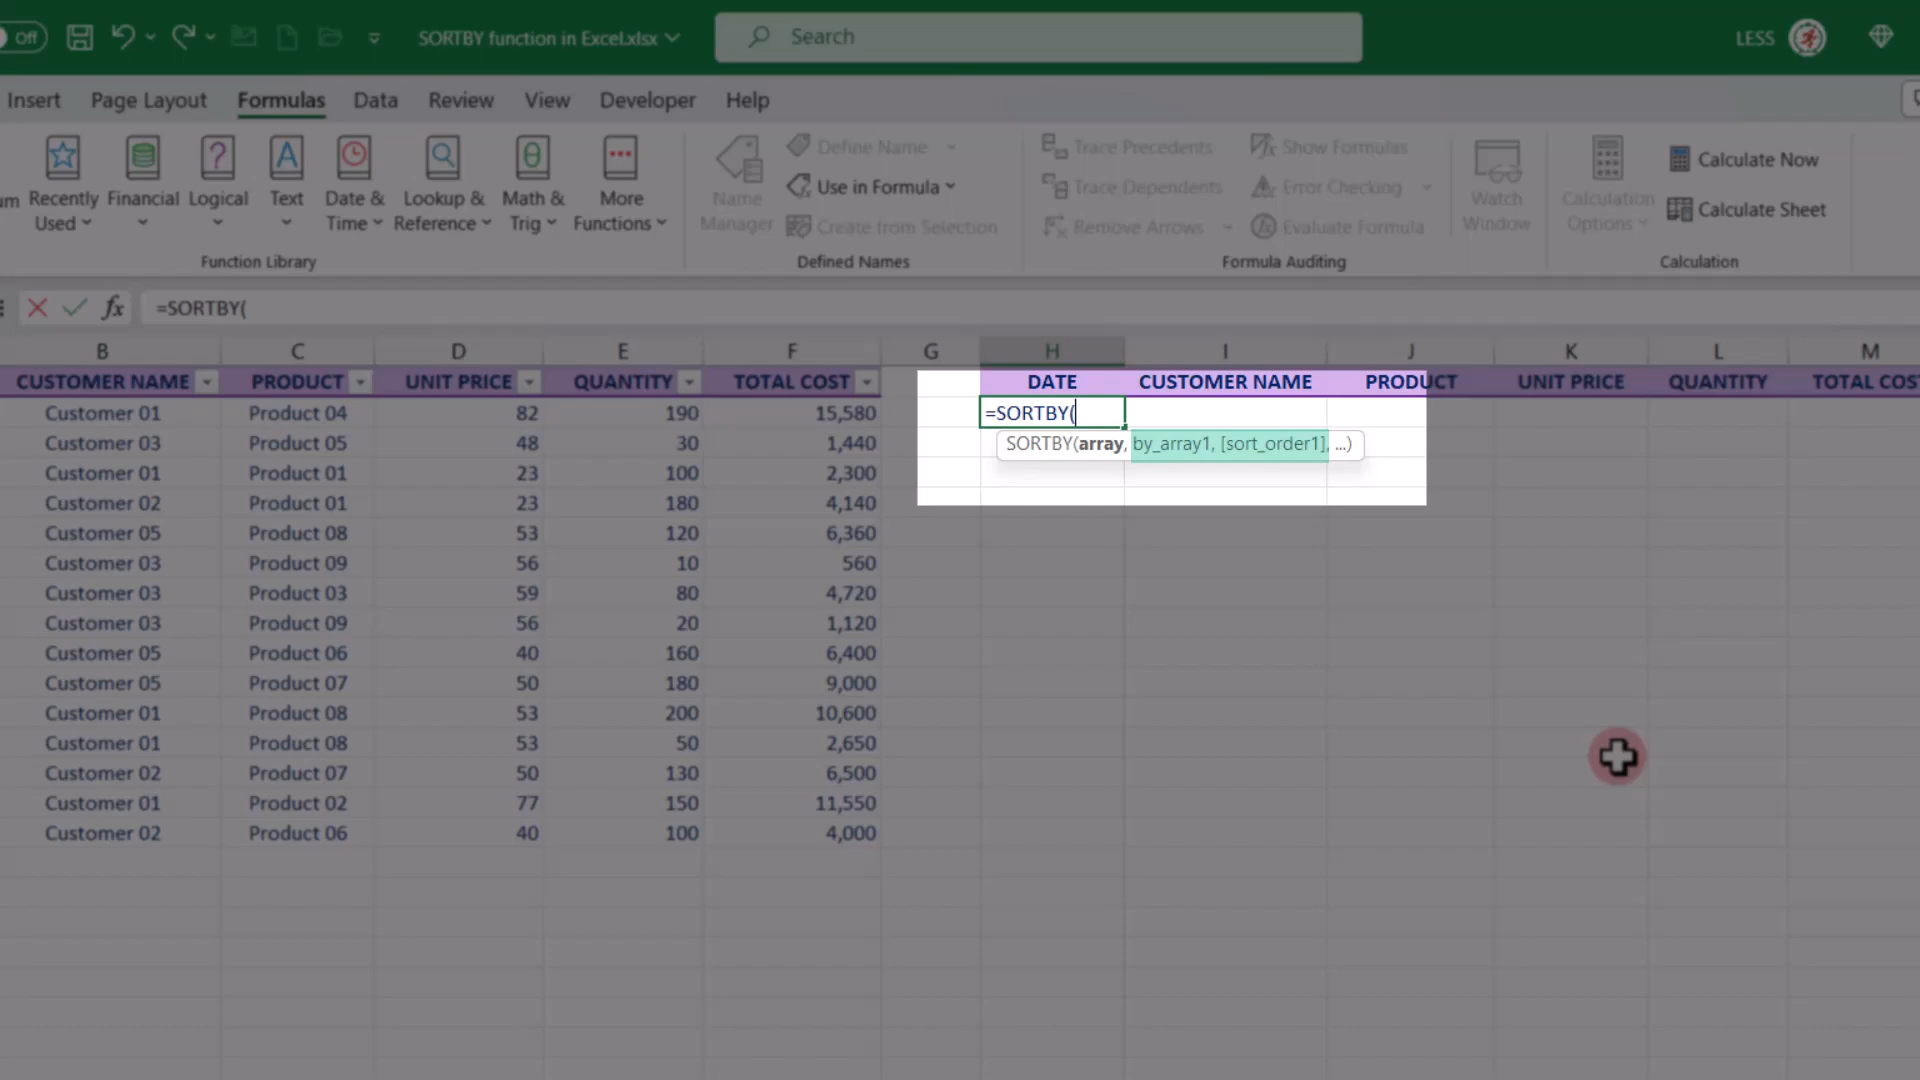 Off
SORTBY function in Excel.xlsx
Search
LESS
Insert Page Layout Formulas Data Review View Developer Help
Recently Used
Financial
Logical
Text
Date & Time
Lookup & Reference
Math & Trig
More Functions
Function Library
Name Manager
Define Name
Use in Formula
Create from Selection
Defined Names
Trace Precedents
Trace Dependents
Remove Arrows
Show Formulas
Error Checking
Evaluate Formula
Formula Auditing
Watch Window
Calculation Options
Calculate Now
Calculate Sheet
Calculation
fx =SORTBY(
B C D E F G H I J K L M
CUSTOMER NAME PRODUCT UNIT PRICE QUANTITY TOTAL COST DATE CUSTOMER NAME PRODUCT UNIT PRICE QUANTITY TOTAL COST
Customer 01 Product 04 82 190 15,580 =SORTBY(
SORTBY(array, by_array1, [sort_order1], ...)
Customer 03 Product 05 48 30 1,440
Customer 01 Product 01 23 100 2,300
Customer 02 Product 01 23 180 4,140
Customer 05 Product 08 53 120 6,360
Customer 03 Product 09 56 10 560
Customer 03 Product 03 59 80 4,720
Customer 03 Product 09 56 20 1,120
Customer 05 Product 06 40 160 6,400
Customer 05 Product 07 50 180 9,000
Customer 01 Product 08 53 200 10,600
Customer 01 Product 08 53 50 2,650
Customer 02 Product 07 50 130 6,500
Customer 01 Product 02 77 150 11,550
Customer 02 Product 06 40 100 4,000